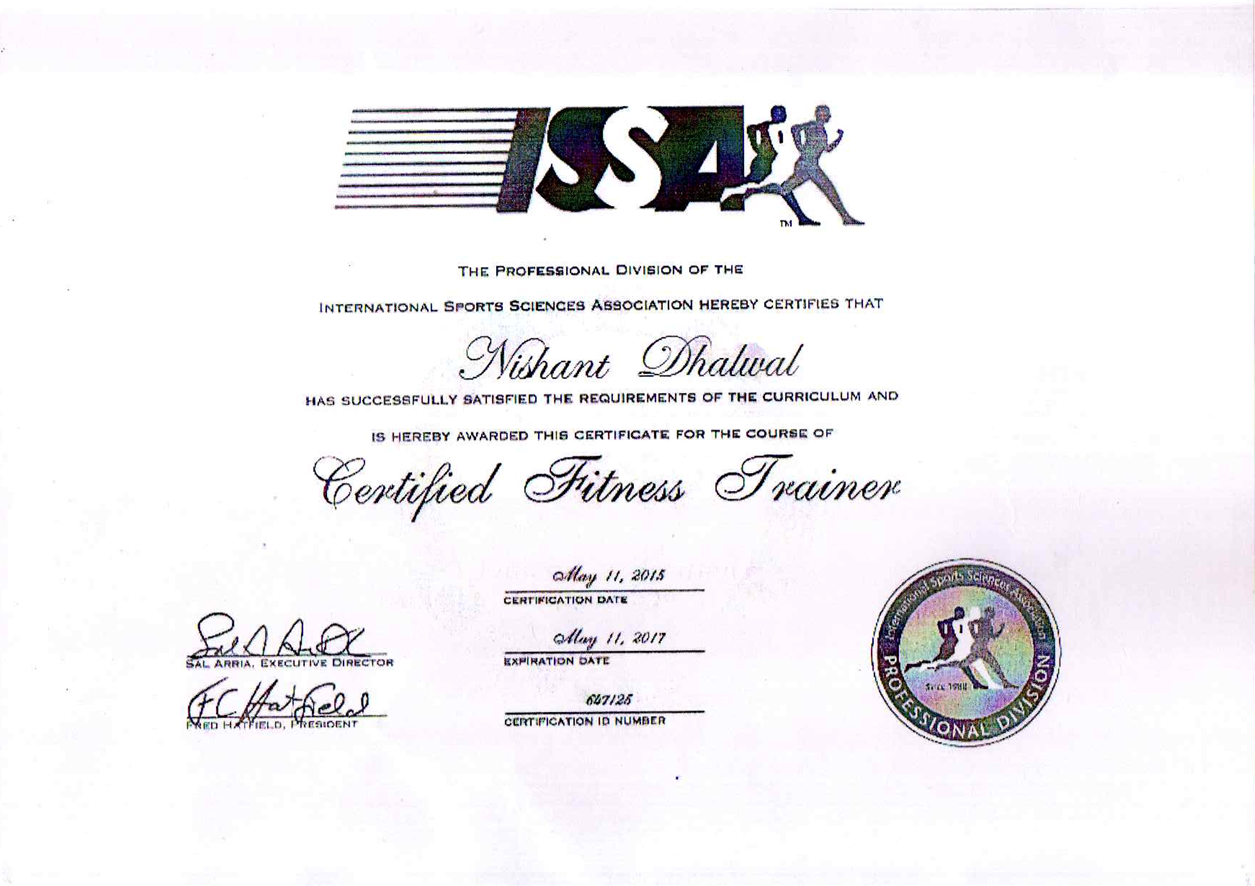 ISSA
TM
THE PROFESSIONAL DIVISION OF THE
INTERNATIONAL SPORTS SCIENCES ASSOCIATION HEREBY CERTIFIES THAT
Nishant Dhalwal
HAS SUCCESSFULLY SATISFIED THE REQUIREMENTS OF THE CURRICULUM AND
IS HEREBY AWARDED THIS CERTIFICATE FOR THE COURSE OF
Certified Fitness Trainer
May 11, 2015
CERTIFICATION DATE
May 11, 2017
EXPIRATION DATE
647125
CERTIFICATION ID NUMBER
Sal A Arria
SAL ARRIA, EXECUTIVE DIRECTOR
FC Hatfield
FRED HATFIELD, PRESIDENT
International Sports Sciences Association
Since 1988
PROFESSIONAL DIVISION